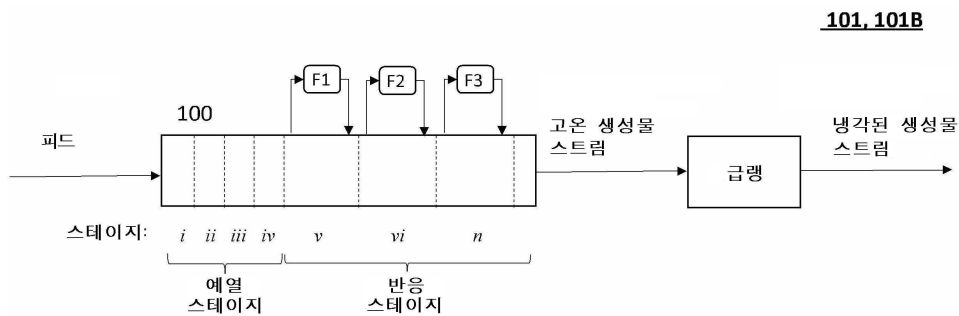 101, 101B
F1
F2
F3
100
피드
고온 생성물
스트림
급랭
냉각된 생성물
스트림
스테이지:
i ii iii iv v vi n
예열
스테이지
반응
스테이지